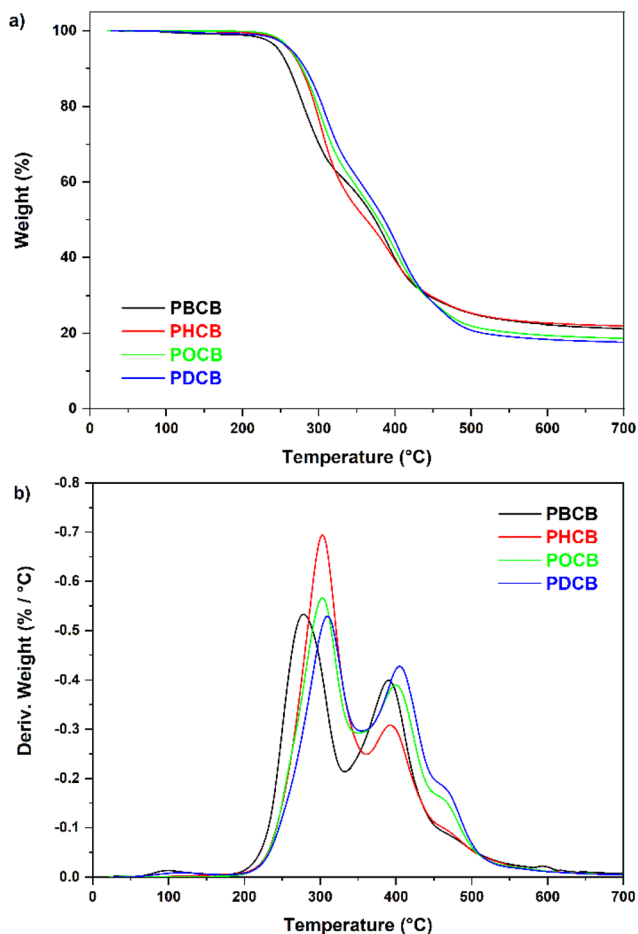 a)
100
80
60
40
20
0
Weight (%)
PBCB
PHCB
POCB
PDCB
0 100 200 300 400 500 600 700
Temperature (°C)
b)
-0.8
-0.7
-0.6
-0.5
-0.4
-0.3
-0.2
-0.1
0.0
Deriv. Weight (% / °C)
PBCB
PHCB
POCB
PDCB
0 100 200 300 400 500 600 700
Temperature (°C)